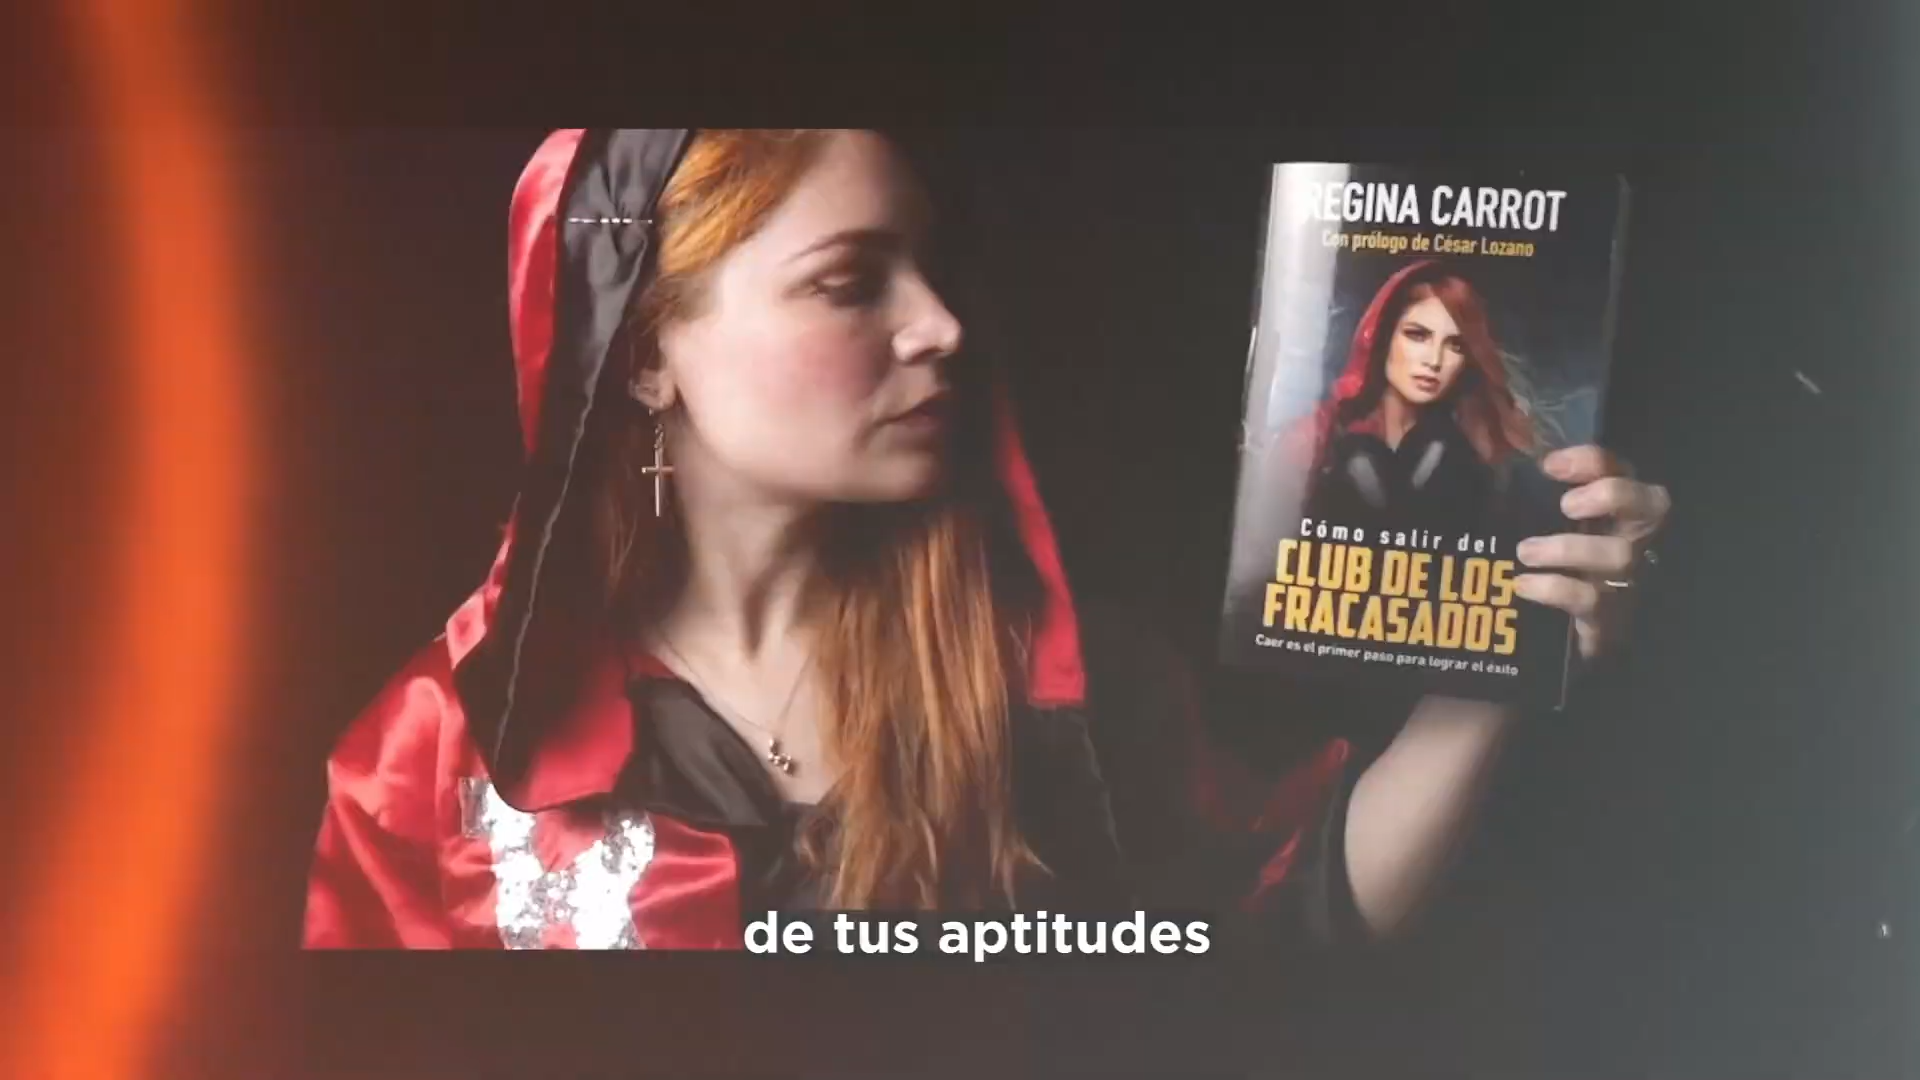 REGINA CARROT
Con prólogo de César Lozano
Cómo salir del
CLUB DE LOS
FRACASADOS
Caer es el primer paso para lograr el éxito
de tus aptitudes